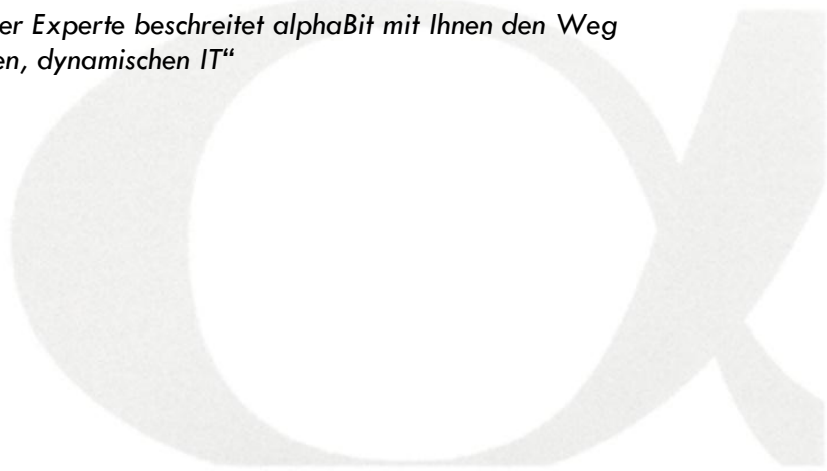 er Experte beschreitet alphaBit mit Ihnen den Weg
en, dynamischen IT“